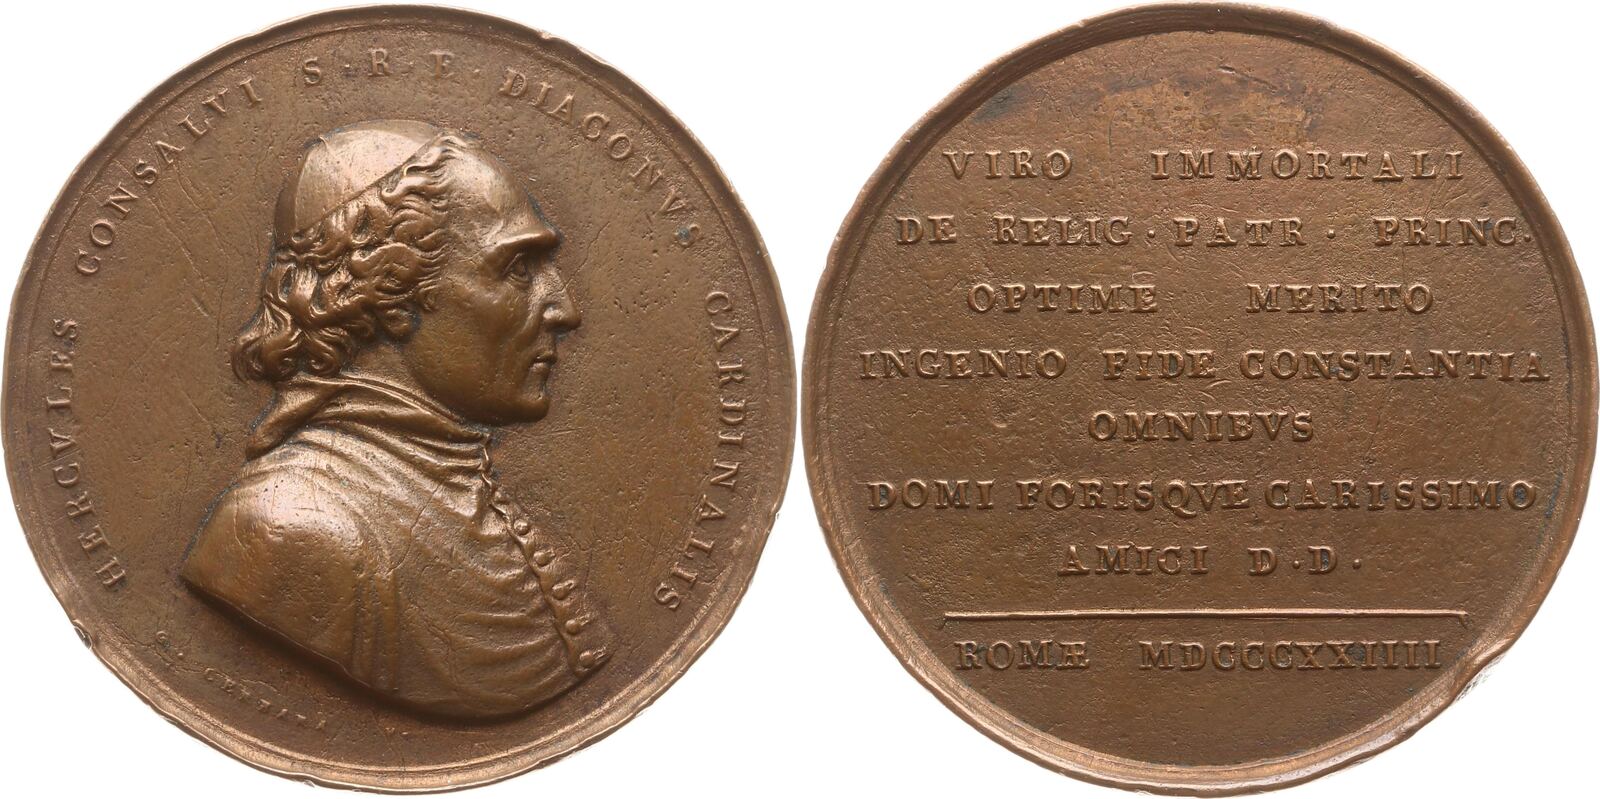 HERCVLES CONSALVI S·R·E·DIACONVS CARDINALIS
VIRO IMMORTALI
DE RELIG·PATR·PRINC·
OPTIME MERITO
INGENIO FIDE CONSTANTIA
OMNIBVS
DOMI FORISQVE CARISSIMO
AMICI D·D·
ROMÆ MDCCCXXIIII